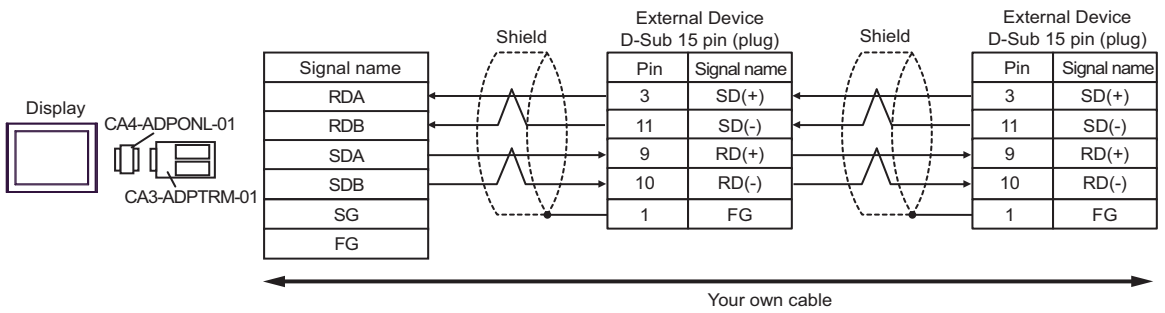 Display
CA4-ADPONL-01
CA3-ADPTRM-01
Signal name
RDA
RDB
SDA
SDB
SG
FG
Shield
External Device
D-Sub 15 pin (plug)
Pin Signal name
3 SD(+)
11 SD(-)
9 RD(+)
10 RD(-)
1 FG
Shield
External Device
D-Sub 15 pin (plug)
Pin Signal name
3 SD(+)
11 SD(-)
9 RD(+)
10 RD(-)
1 FG
Your own cable